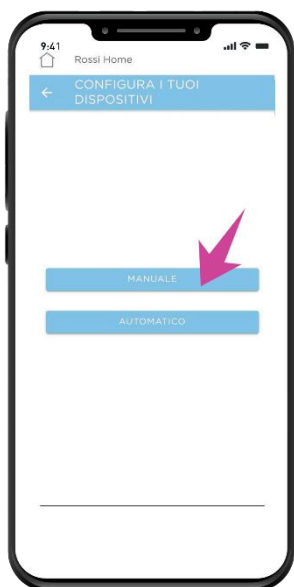 9:41
Rossi Home
CONFIGURA I TUOI
DISPOSITIVI
MANUALE
AUTOMATICO